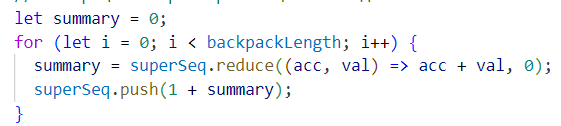 let summary = 0;
for (let i = 0; i < backpackLength; i++) {
  summary = superSeq.reduce((acc, val) => acc + val, 0);
  superSeq.push(1 + summary);
}